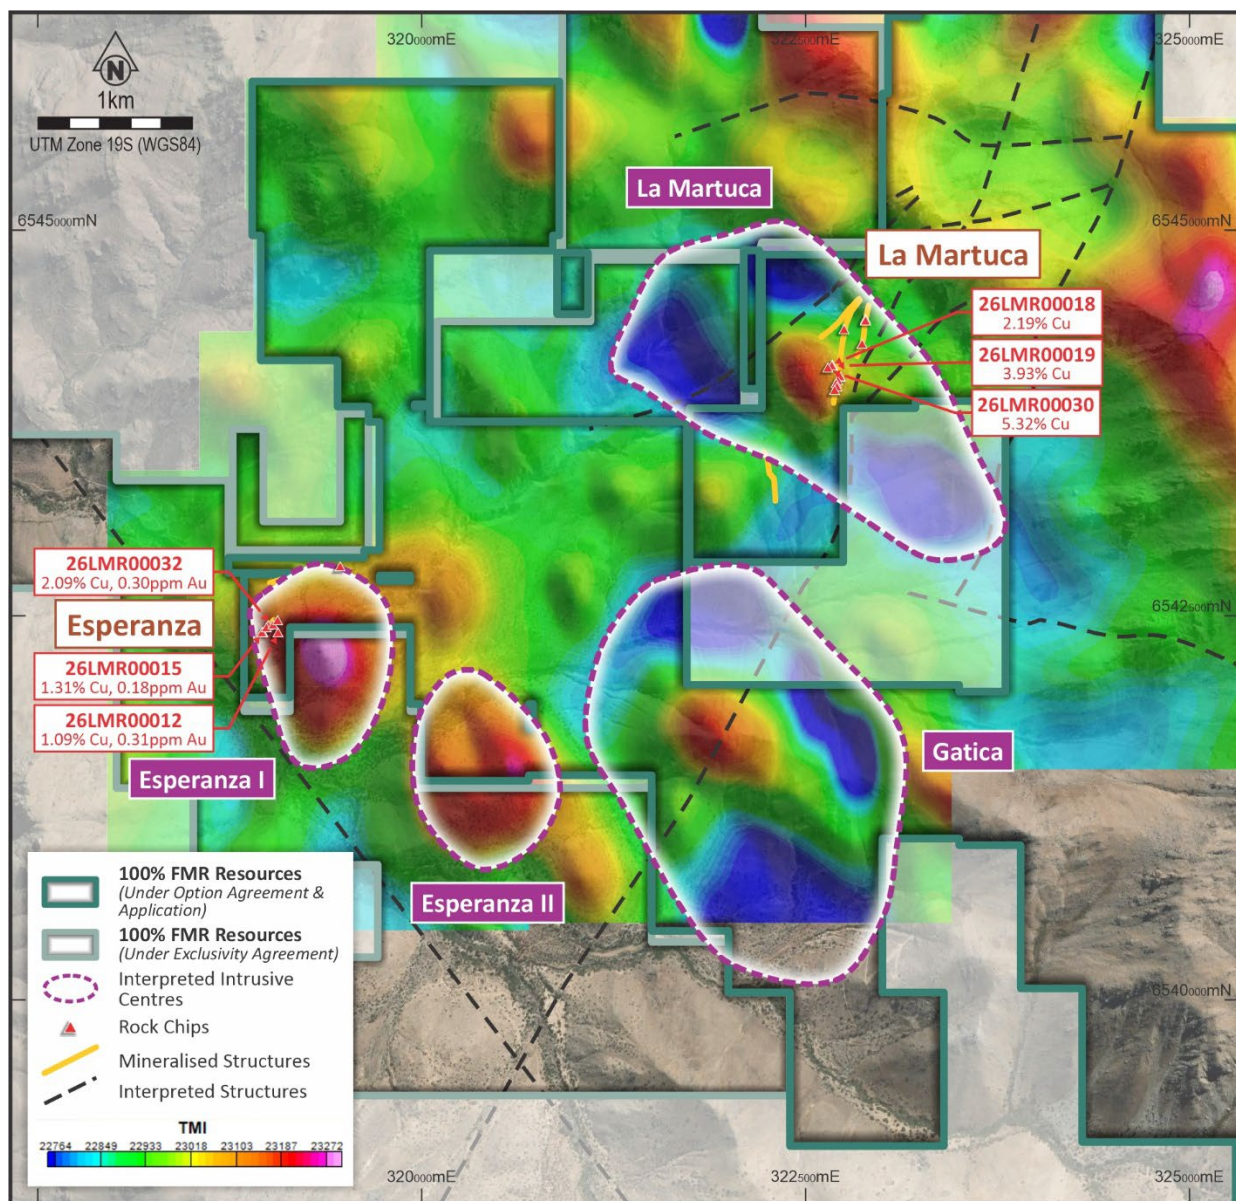 320000mE
322500mE
325000mE
N
1km
UTM Zone 19S (WGS84)
La Martuca
6545000mN
6545000mN
La Martuca
26LMR00018
2.19% Cu
26LMR00019
3.93% Cu
26LMR00030
5.32% Cu
26LMR00032
2.09% Cu, 0.30ppm Au
Esperanza
6542500mN
26LMR00015
1.31% Cu, 0.18ppm Au
26LMR00012
1.09% Cu, 0.31ppm Au
Esperanza I
Gatica
Esperanza II
100% FMR Resources
(Under Option Agreement &
Application)
100% FMR Resources
(Under Exclusivity Agreement)
Interpreted Intrusive
Centres
Rock Chips
Mineralised Structures
Interpreted Structures
TMI
22764 22849 22933 23018 23103 23187 23272
6540000mN
320000mE
322500mE
325000mE